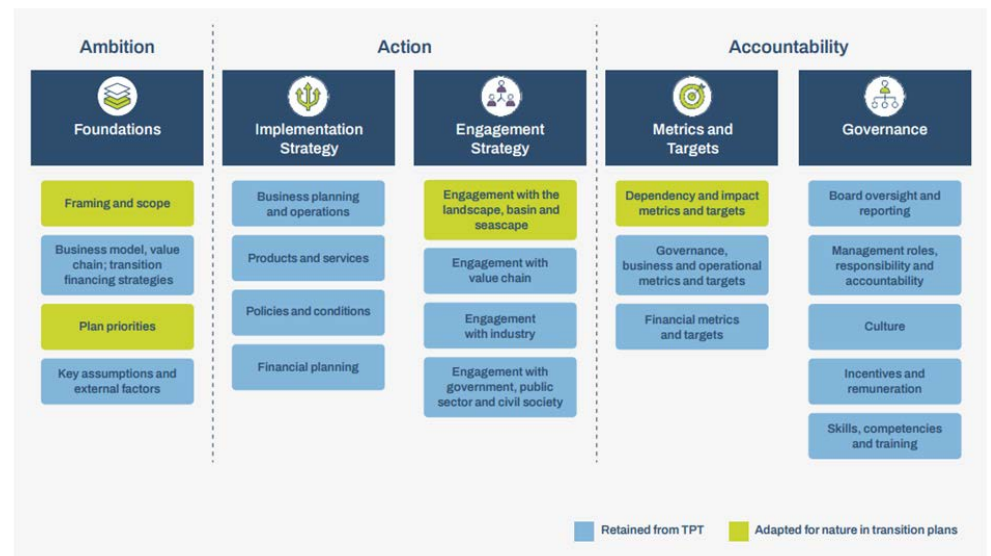 Ambition
Action
Accountability
Foundations
Implementation
Strategy
Engagement
Strategy
Metrics and
Targets
Governance
Framing and scope
Business model, value
chain; transition
financing strategies
Plan priorities
Key assumptions and
external factors
Business planning
and operations
Products and services
Policies and conditions
Financial planning
Engagement with the
landscape, basin and
seascape
Engagement with
value chain
Engagement
with industry
Engagement with
government, public
sector and civil society
Dependency and impact
metrics and targets
Governance,
business and operational
metrics and targets
Financial metrics
and targets
Board oversight and
reporting
Management roles,
responsibility and
accountability
Culture
Incentives and
remuneration
Skills, competencies
and training
Retained from TPT
Adapted for nature in transition plans